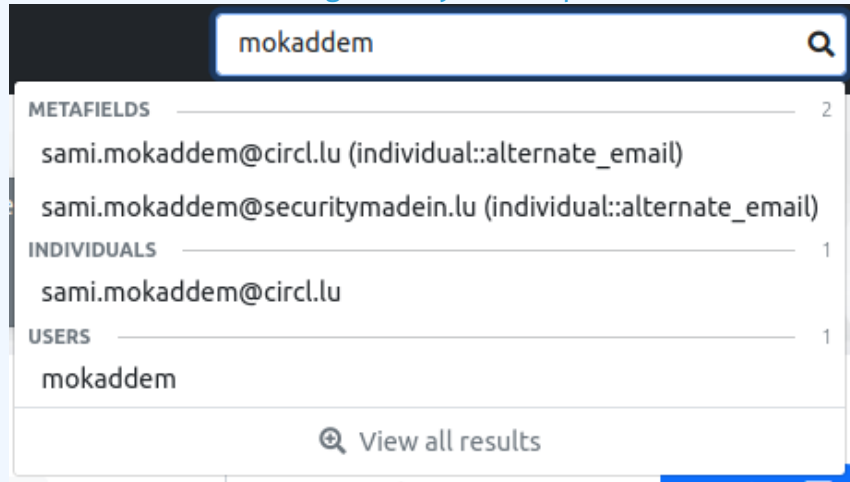 mokaddem
METAFIELDS 2
sami.mokaddem@circl.lu (individual::alternate_email)
sami.mokaddem@securitymadein.lu (individual::alternate_email)
INDIVIDUALS 1
sami.mokaddem@circl.lu
USERS 1
mokaddem
View all results